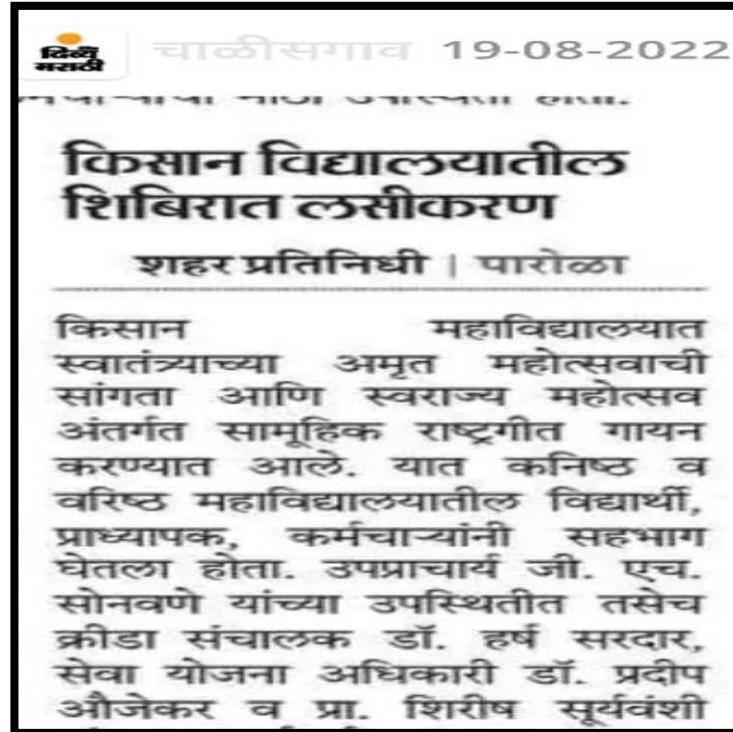 दिव्य
मराठी
चाळीसगाव 19-08-2022
किसान विद्यालयातील
शिबिरात लसीकरण
शहर प्रतिनिधी | पारोळा
किसान महाविद्यालयात
स्वातंत्र्याच्या अमृत महोत्सवाची
सांगता आणि स्वराज्य महोत्सव
अंतर्गत सामूहिक राष्ट्रगीत गायन
करण्यात आले. यात कनिष्ठ व
वरिष्ठ महाविद्यालयातील विद्यार्थी,
प्राध्यापक, कर्मचाऱ्यांनी सहभाग
घेतला होता. उपप्राचार्य जी. एच.
सोनवणे यांच्या उपस्थितीत तसेच
क्रीडा संचालक डॉ. हर्ष सरदार,
सेवा योजना अधिकारी डॉ. प्रदीप
औजेकर व प्रा. शिरीष सूर्यवंशी